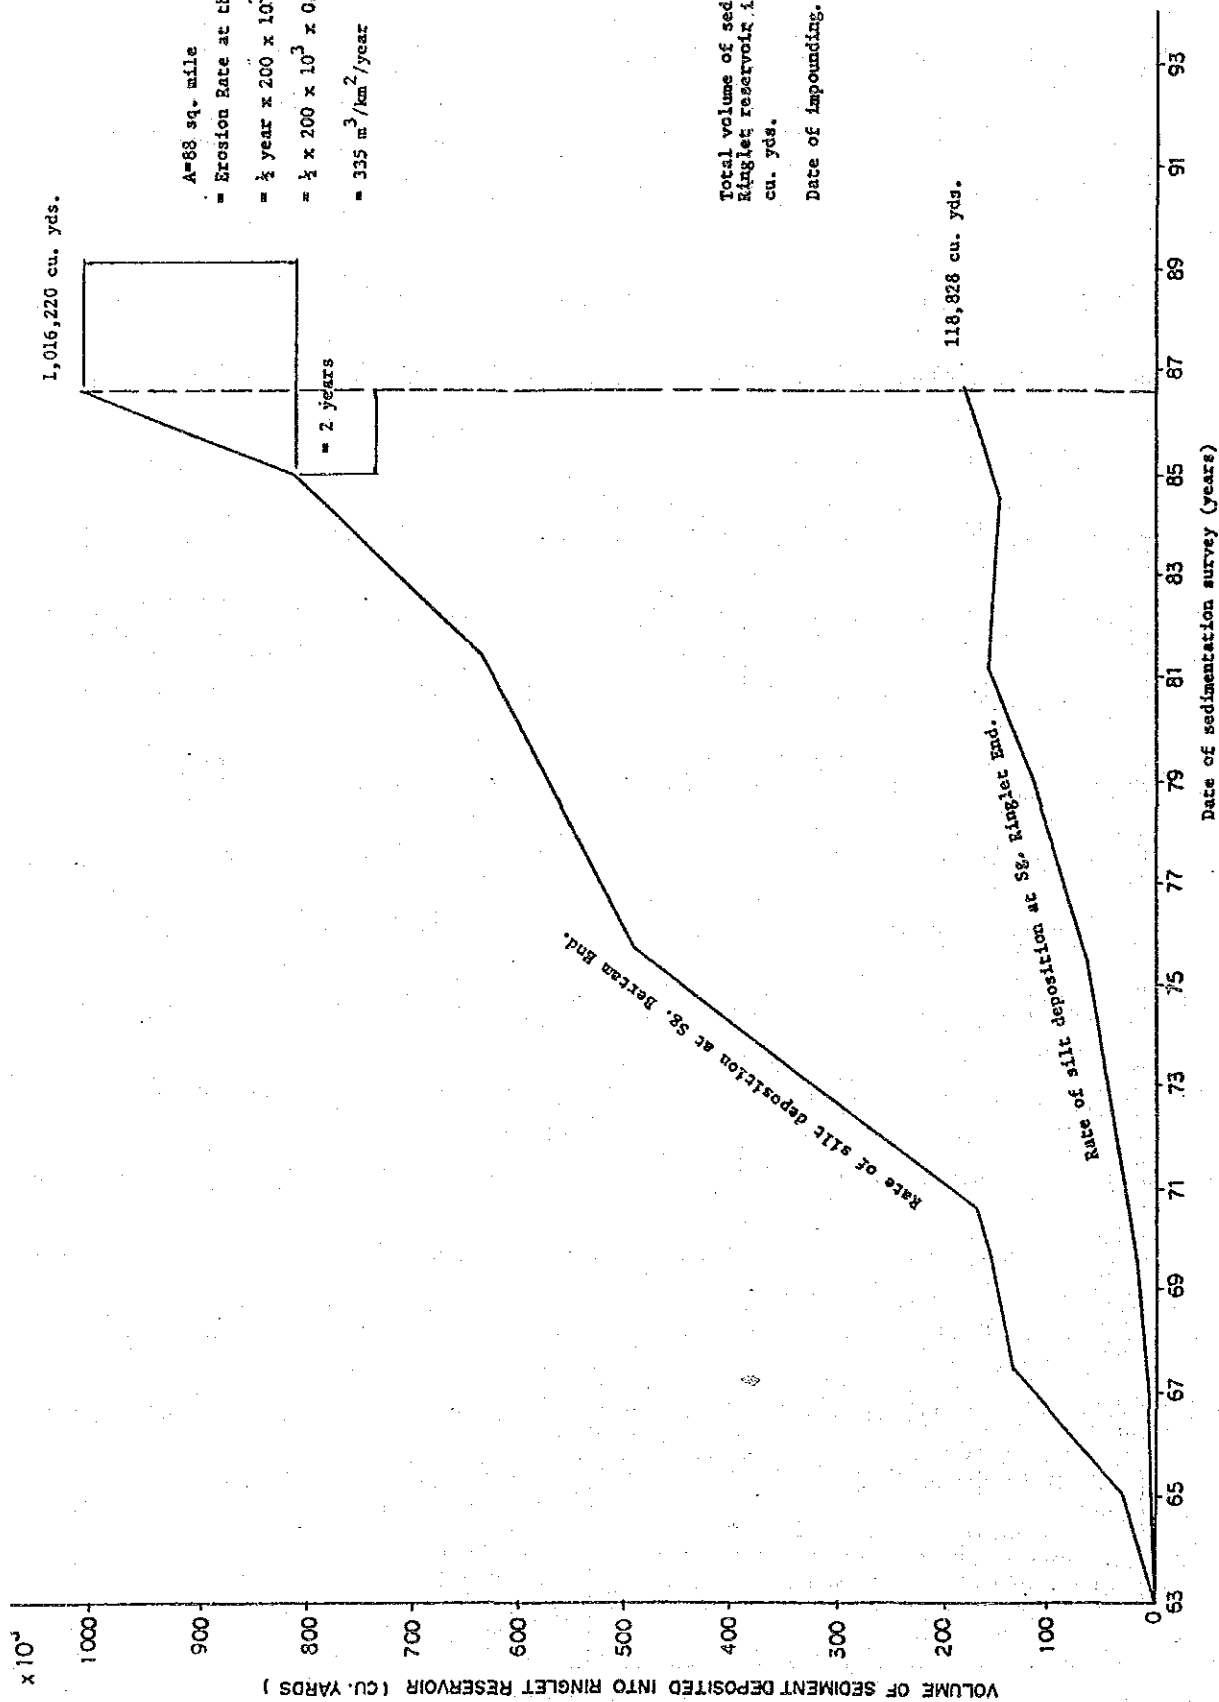 x 10³
1000
900
800
700
600
500
400
300
200
100
0
VOLUME OF SEDIMENT DEPOSITED INTO RINGLET RESERVOIR ( CU. YARDS )
63
65
67
69
71
73
75
77
79
81
83
85
87
89
91
93
Date of sedimentation survey (years)
1,016,220 cu. yds.
= 2 years
118,828 cu. yds.
Rate of silt deposition at Sg. Bertam End.
Rate of silt deposition at Sg. Ringlet End.
A=88 sq. mile
= Erosion Rate at
= ½ year x 200 x
= ½ x 200 x 10³ x
= 335 m³/km²/year
Total volume of
Ringlet reservoir
cu. yds.
Date of impounding.